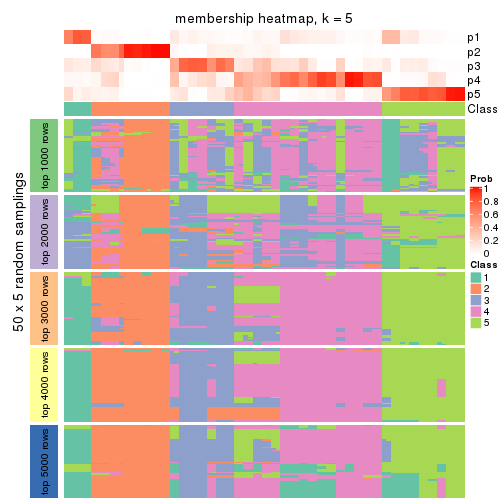 membership heatmap, k = 5
p1
p2
p3
p4
p5
Class
50 x 5 random samplings
top 1000 rows
top 2000 rows
top 3000 rows
top 4000 rows
top 5000 rows
Prob
1
0.8
0.6
0.4
0.2
0
Class
1
2
3
4
5